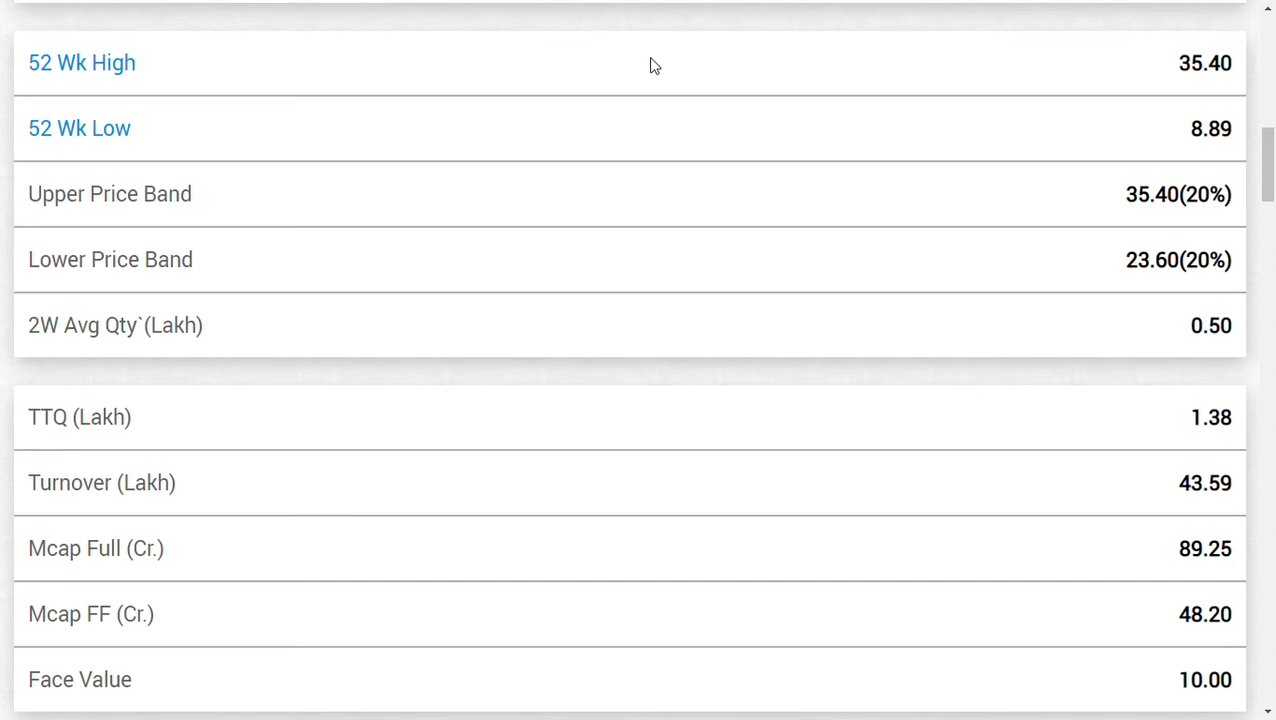 52 Wk High 35.40
52 Wk Low 8.89
Upper Price Band 35.40(20%)
Lower Price Band 23.60(20%)
2W Avg Qty`(Lakh) 0.50
TTQ (Lakh) 1.38
Turnover (Lakh) 43.59
Mcap Full (Cr.) 89.25
Mcap FF (Cr.) 48.20
Face Value 10.00